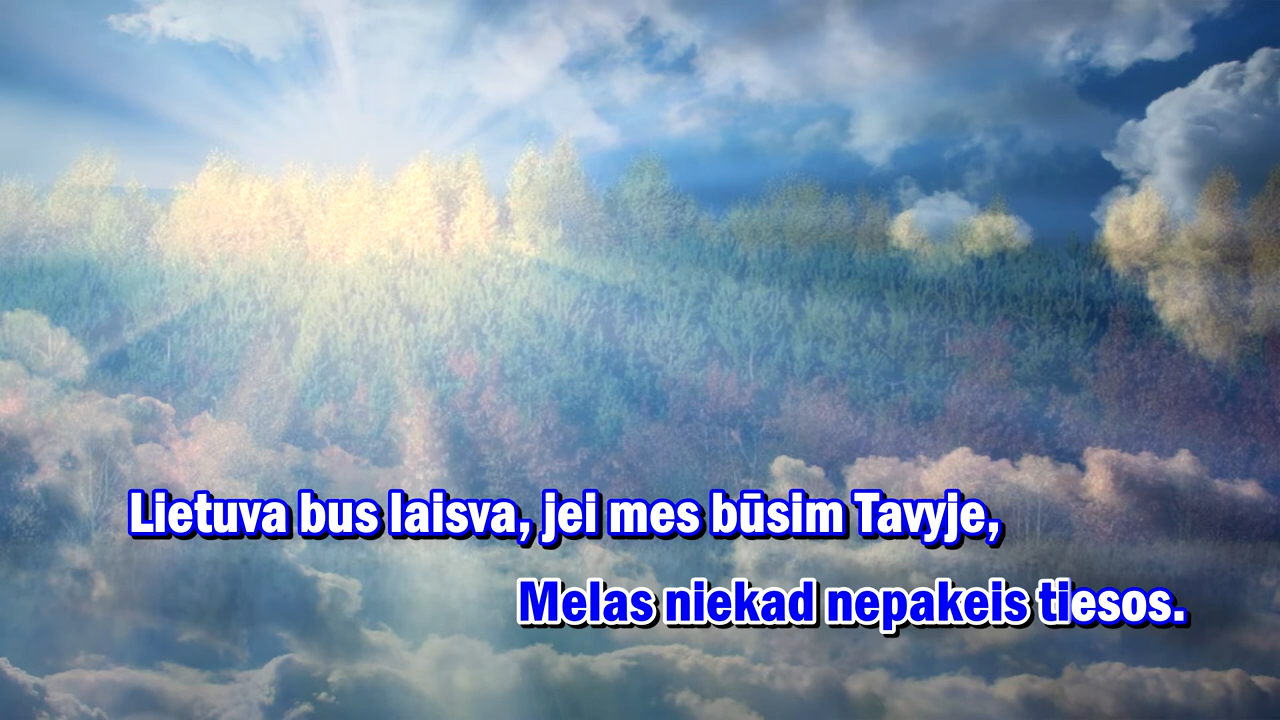 Lietuva bus laisva, jei mes būsim Tavyje,
Melas niekad nepakeis tiesos.